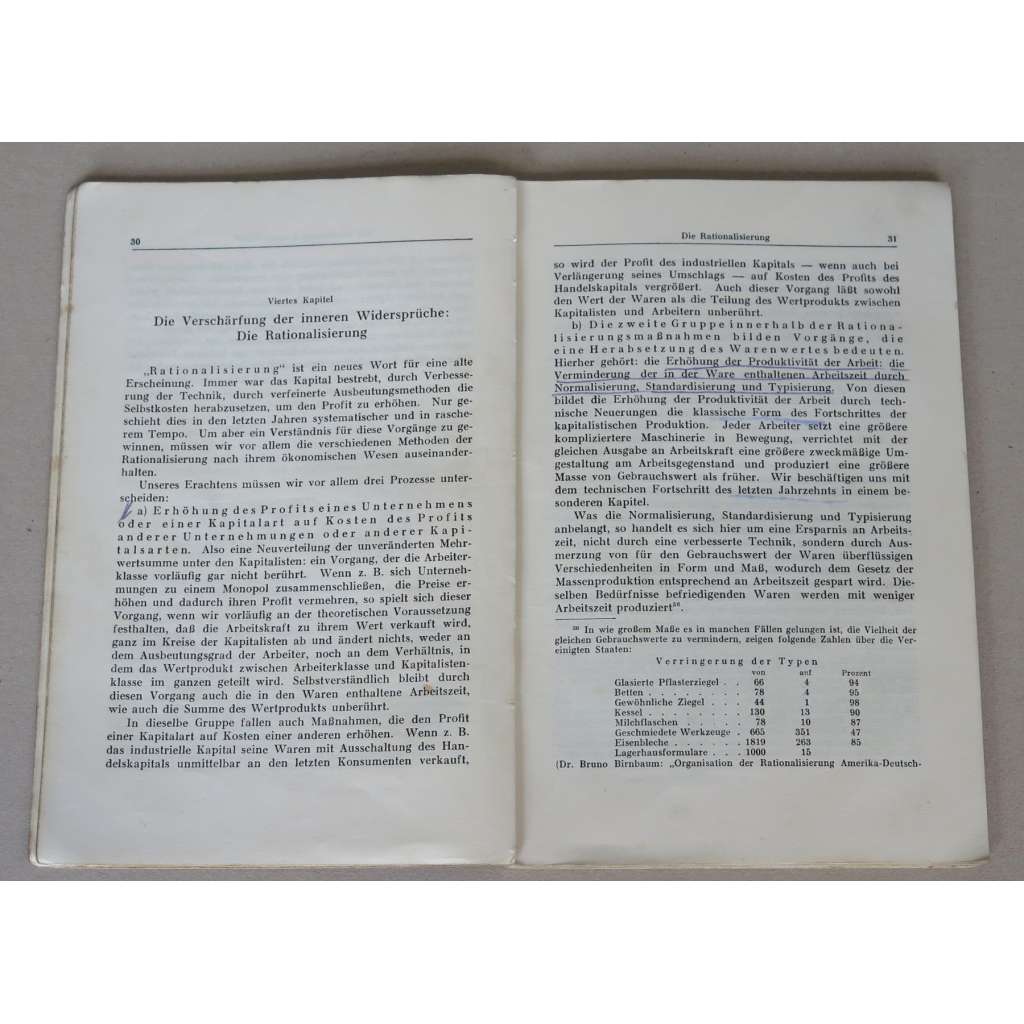 30
Viertes Kapitel
Die Verschärfung der inneren Widersprüche:
Die Rationalisierung
„Rationalisierung“ ist ein neues Wort für eine alte
Erscheinung. Immer war das Kapital bestrebt, durch Verbesse-
rung der Technik, durch verfeinerte Ausbeutungsmethoden die
Selbstkosten herabzusetzen, um den Profit zu erhöhen. Nur ge-
schieht dies in den letzten Jahren systematischer und in rasche-
rem Tempo. Um aber ein Verständnis für diese Vorgänge zu ge-
winnen, müssen wir vor allem die verschiedenen Methoden der
Rationalisierung nach ihrem ökonomischen Wesen auseinander-
halten.
Unseres Erachtens müssen wir vor allem drei Prozesse unter-
scheiden:
a) Erhöhung des Profits eines Unternehmens
oder einer Kapitalart auf Kosten des Profits
anderer Unternehmungen oder anderer Kapi-
talsarten. Also eine Neuverteilung der unveränderten Mehr-
wertsumme unter den Kapitalisten: ein Vorgang, der die Arbeiter-
klasse vorläufig gar nicht berührt. Wenn z. B. sich Unterneh-
mungen zu einem Monopol zusammenschließen, die Preise er-
höhen und dadurch ihren Profit vermehren, so spielt sich dieser
Vorgang, wenn wir vorläufig an der theoretischen Voraussetzung
festhalten, daß die Arbeitskraft zu ihrem Wert verkauft wird,
ganz im Kreise der Kapitalisten ab und ändert nichts, weder an
dem Ausbeutungsgrad der Arbeiter, noch an dem Verhältnis, in
dem das Wertprodukt zwischen Arbeiterklasse und Kapitalisten-
klasse im ganzen geteilt wird. Selbstverständlich bleibt durch
diesen Vorgang auch die in den Waren enthaltene Arbeitszeit,
wie auch die Summe des Wertprodukts unberührt.
In dieselbe Gruppe fallen auch Maßnahmen, die den Profit
einer Kapitalart auf Kosten einer anderen erhöhen. Wenn z. B.
das industrielle Kapital seine Waren mit Ausschaltung des Han-
delskapitals unmittelbar an den letzten Konsumenten verkauft,
Die Rationalisierung 31
so wird der Profit des industriellen Kapitals — wenn auch bei
Verlängerung seines Umschlags — auf Kosten des Profits des
Handelskapitals vergrößert. Auch dieser Vorgang läßt sowohl
den Wert der Waren als die Teilung des Wertprodukts zwischen
Kapitalisten und Arbeitern unberührt.
b) Die zweite Gruppe innerhalb der Rationa-
lisierungsmaßnahmen bilden Vorgänge, die
eine Herabsetzung des Warenwertes bedeuten.
Hierher gehört: die Erhöhung der Produktivität der Arbeit: die
Verminderung der in der Ware enthaltenen Arbeitszeit durch
Normalisierung, Standardisierung und Typisierung. Von diesen
bildet die Erhöhung der Produktivität der Arbeit durch tech-
nische Neuerungen die klassische Form des Fortschrittes der
kapitalistischen Produktion. Jeder Arbeiter setzt eine größere
kompliziertere Maschinerie in Bewegung, verrichtet mit der
gleichen Ausgabe an Arbeitskraft eine größere zweckmäßige Um-
gestaltung am Arbeitsgegenstand und produziert eine größere
Masse von Gebrauchswert als früher. Wir beschäftigen uns mit
dem technischen Fortschritt des letzten Jahrzehnts in einem be-
sonderen Kapitel.
Was die Normalisierung, Standardisierung und Typisierung
anbelangt, so handelt es sich hier um eine Ersparnis an Arbeits-
zeit, nicht durch eine verbesserte Technik, sondern durch Aus-
merzung von für den Gebrauchswert der Waren überflüssigen
Verschiedenheiten in Form und Maß, wodurch dem Gesetz der
Massenproduktion entsprechend an Arbeitszeit gespart wird. Die-
selben Bedürfnisse befriedigenden Waren werden mit weniger
Arbeitszeit produziert³⁶.
³⁶ In wie großem Maße es in manchen Fällen gelungen ist, die Vielheit der
gleichen Gebrauchswerte zu vermindern, zeigen folgende Zahlen über die Ver-
einigten Staaten:
Verringerung der Typen
von auf Prozent
Glasierte Pflasterziegel . . 66 4 94
Betten . . . . . . . . 78 4 95
Gewöhnliche Ziegel . . . 44 1 98
Kessel . . . . . . . . 130 13 90
Milchflaschen . . . . . 78 10 87
Geschmiedete Werkzeuge . 665 351 47
Eisenbleche . . . . . . 1819 263 85
Lagerhausformulare . . . 1000 15
(Dr. Bruno Birnbaum: „Organisation der Rationalisierung Amerika-Deutsch-